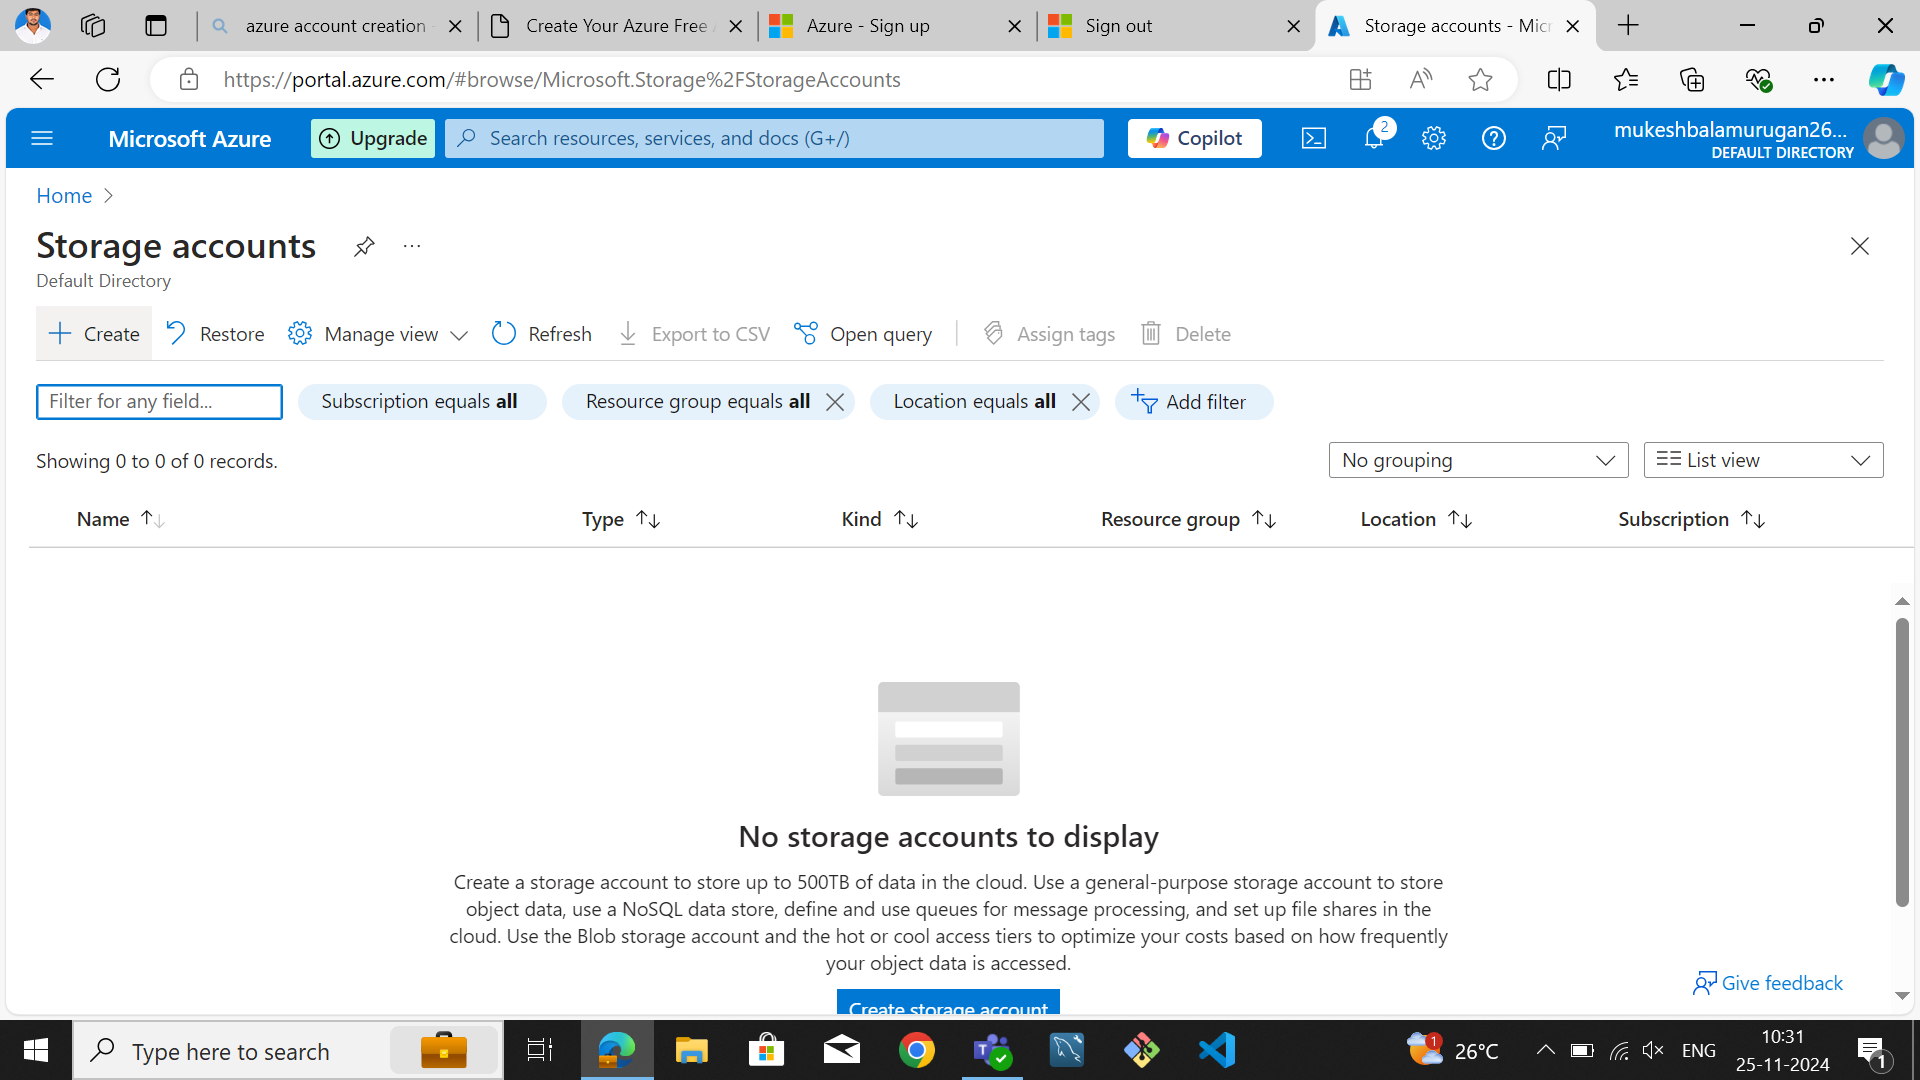 azure account creation -
Create Your Azure Free A
Azure - Sign up
Sign out
Storage accounts - Micr
https://portal.azure.com/#browse/Microsoft.Storage%2FStorageAccounts
Microsoft Azure
Upgrade
Search resources, services, and docs (G+/)
Copilot
2
mukeshbalamurugan26...
DEFAULT DIRECTORY
Home
Storage accounts
Default Directory
Create
Restore
Manage view
Refresh
Export to CSV
Open query
Assign tags
Delete
Filter for any field...
Subscription equals all
Resource group equals all
Location equals all
Add filter
Showing 0 to 0 of 0 records.
No grouping
List view
Name
Type
Kind
Resource group
Location
Subscription
No storage accounts to display
Create a storage account to store up to 500TB of data in the cloud. Use a general-purpose storage account to store
object data, use a NoSQL data store, define and use queues for message processing, and set up file shares in the
cloud. Use the Blob storage account and the hot or cool access tiers to optimize your costs based on how frequently
your object data is accessed.
Give feedback
Create storage account
Type here to search
1
26°C
ENG
10:31
25-11-2024
1